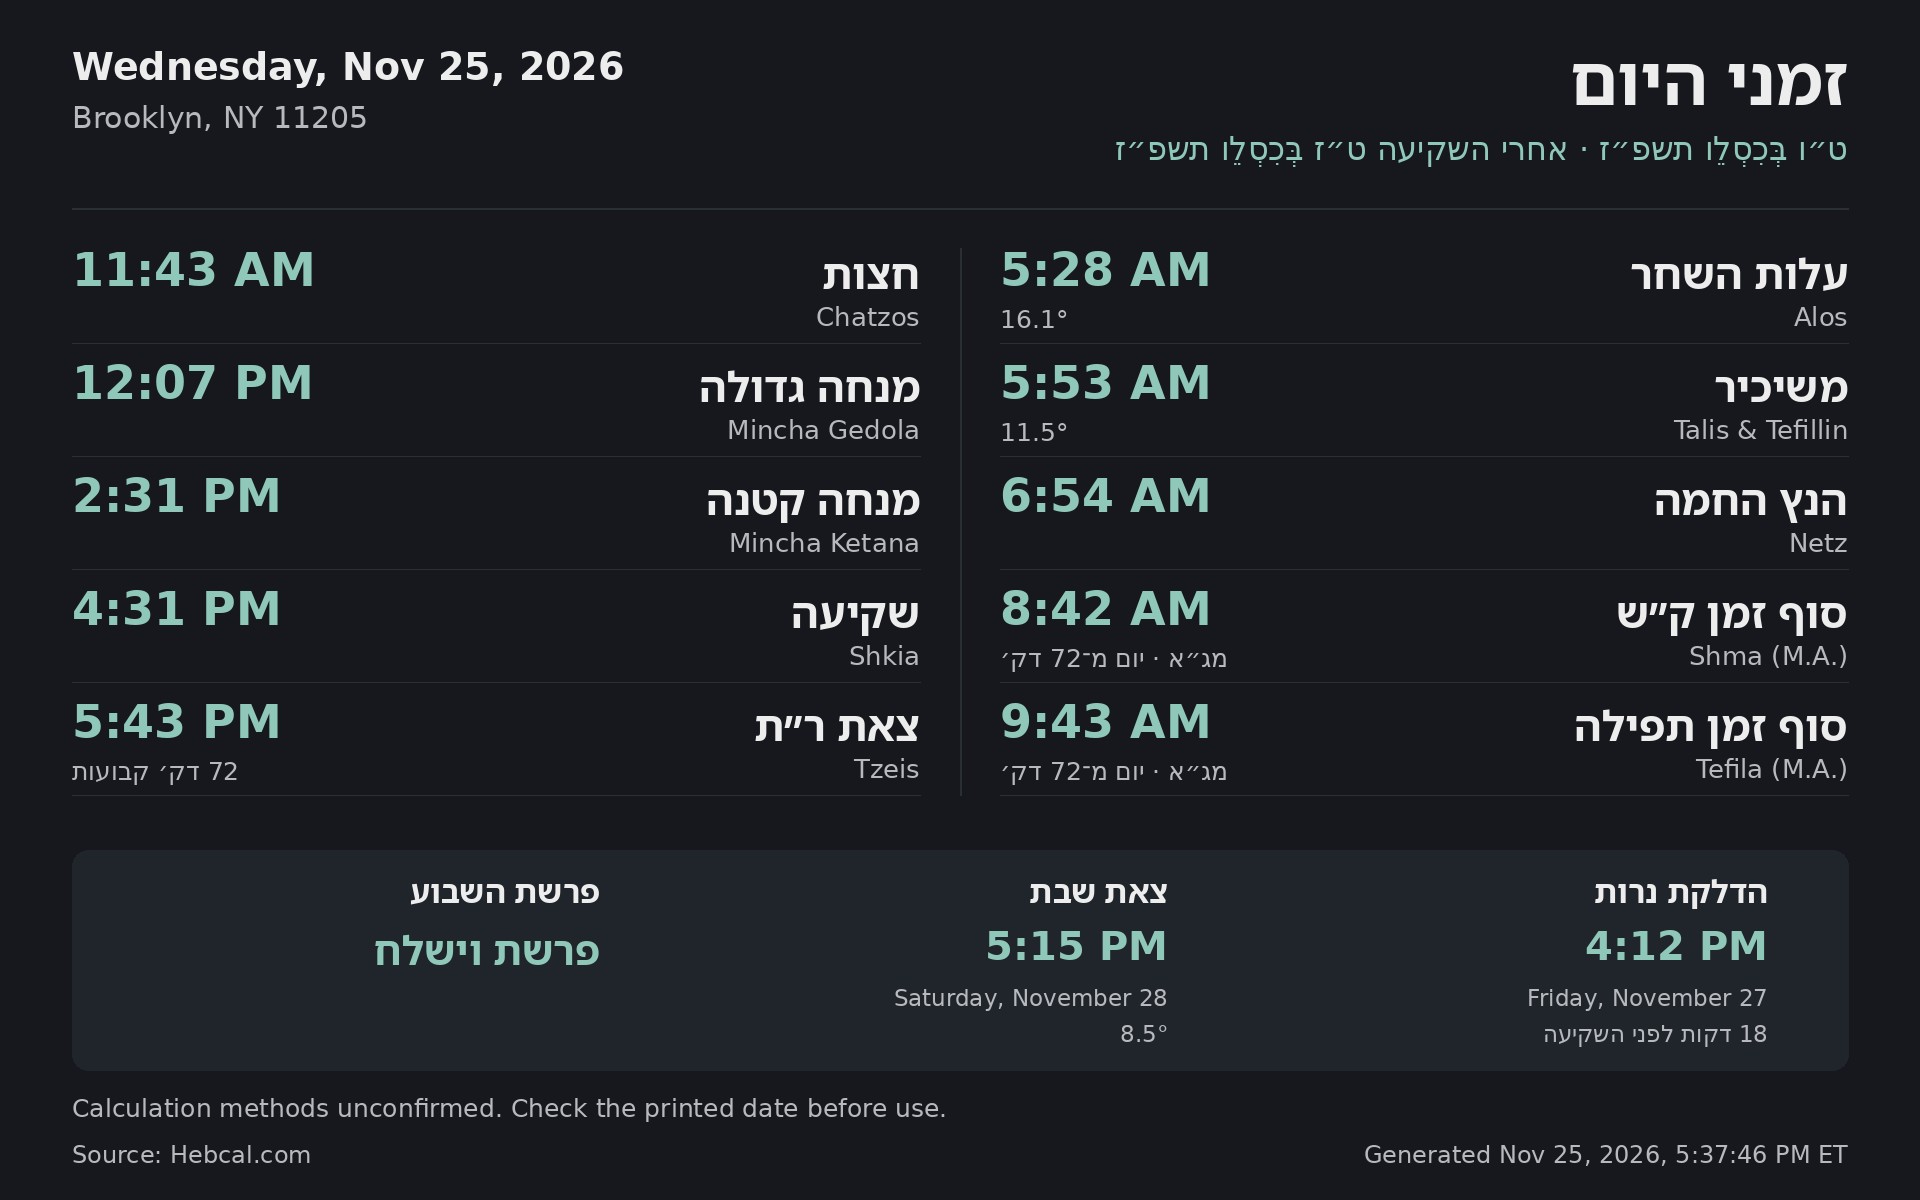 Wednesday, Nov 25, 2026
Brooklyn, NY 11205
זמני היום
ט״ו בְּכִסְלֵו תשפ״ז · אחרי השקיעה ט״ז בְּכִסְלֵו תשפ״ז
עלות השחר
Alos
5:28 AM
16.1°
משיכיר
Talis & Tefillin
5:53 AM
11.5°
הנץ החמה
Netz
6:54 AM
סוף זמן ק״ש
Shma (M.A.)
8:42 AM
מג״א · יום מ־72 דק׳
סוף זמן תפילה
Tefila (M.A.)
9:43 AM
מג״א · יום מ־72 דק׳
חצות
Chatzos
11:43 AM
מנחה גדולה
Mincha Gedola
12:07 PM
מנחה קטנה
Mincha Ketana
2:31 PM
שקיעה
Shkia
4:31 PM
צאת ר״ת
Tzeis
5:43 PM
72 דק׳ קבועות
הדלקת נרות
4:12 PM
Friday, November 27
18 דקות לפני השקיעה
צאת שבת
5:15 PM
Saturday, November 28
8.5°
פרשת השבוע
פרשת וישלח
Calculation methods unconfirmed. Check the printed date before use.
Source: Hebcal.com
Generated Nov 25, 2026, 5:37:46 PM ET